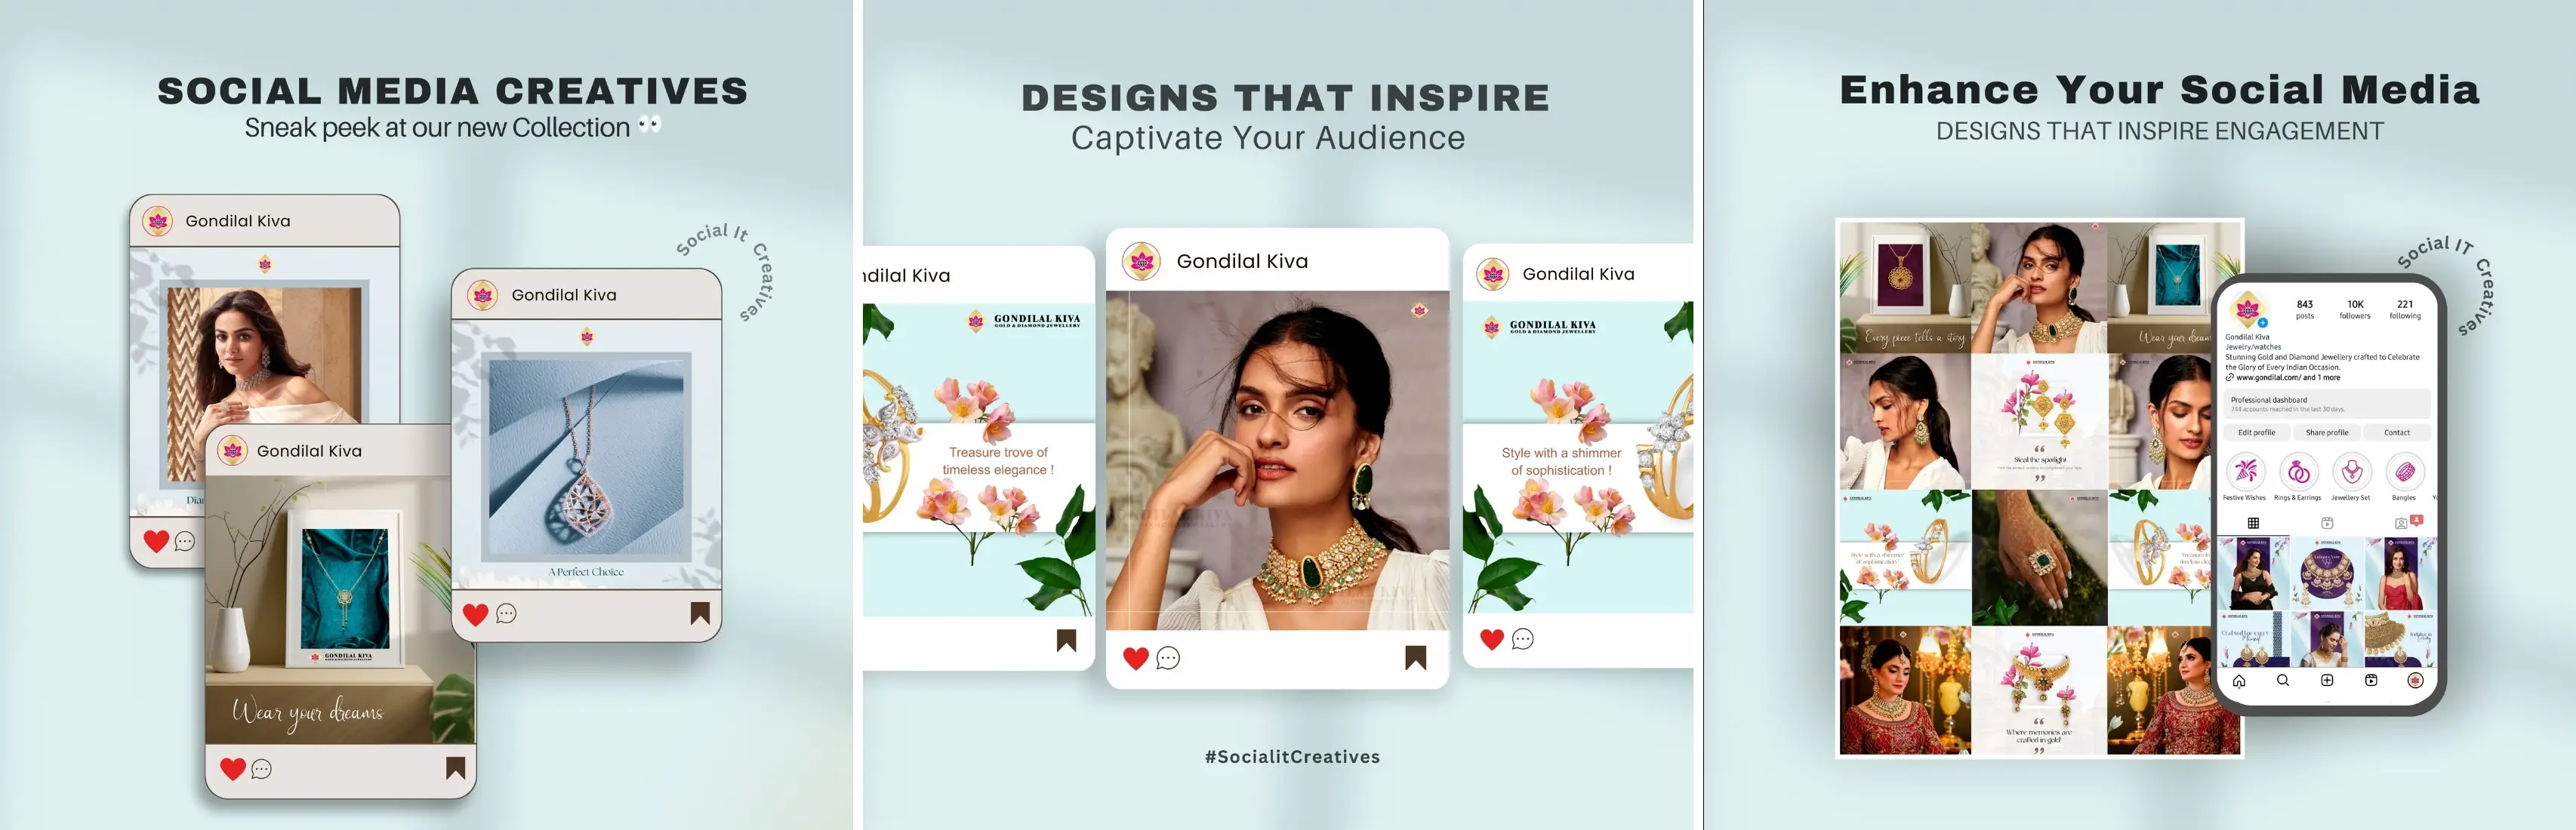 SOCIAL MEDIA CREATIVES
Sneak peek at our new Collection
Gondilal Kiva
Gondilal Kiva
A Perfect Choice
Gondilal Kiva
GONDILAL KIVA
Wear your dreams
Social It Creatives
DESIGNS THAT INSPIRE
Captivate Your Audience
ndilal Kiva
GONDILAL KIVA
GOLD & DIAMOND JEWELLERY
Treasure trove of
timeless elegance !
Gondilal Kiva
Gondilal Kiva
GONDILAL KIVA
GOLD & DIAMOND JEWELLERY
Style with a shimmer
of sophistication !
#SocialitCreatives
Enhance Your Social Media
DESIGNS THAT INSPIRE ENGAGEMENT
Social IT Creatives
Every piece tells a story
Wear your dream
Steal the spotlight
Style with a shimmer
of sophistication !
Where memories are
crafted in gold!
843
posts
10K
followers
221
following
Gondilal Kiva
Jewelry/watches
Stunning Gold and Diamond Jewellery crafted to Celebrate
the Glory of Every Indian Occasion.
www.gondilal.com/ and 1 more
Professional dashboard
744 accounts reached in the last 30 days.
Edit profile
Share profile
Contact
Festive Wishes
Rings & Earrings
Jewellery Set
Bangles